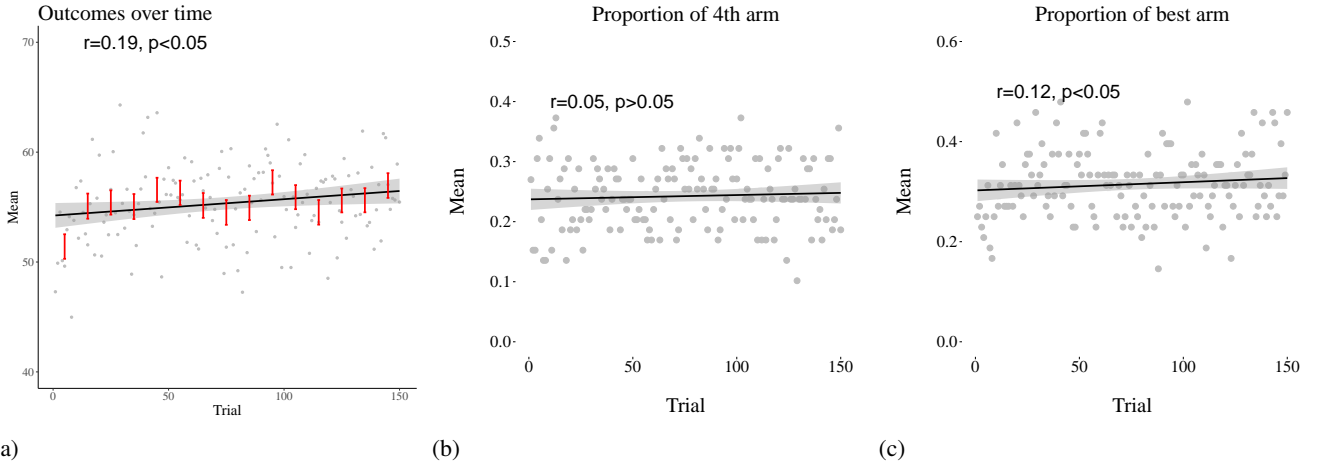 Outcomes over time
r=0.19, p<0.05
70
60
50
40
Mean
0
50
100
150
Trial
a)
Proportion of 4th arm
r=0.05, p>0.05
0.5
0.4
0.3
0.2
0.1
0.0
Mean
0
50
100
150
Trial
(b)
Proportion of best arm
r=0.12, p<0.05
0.6
0.4
0.2
0.0
Mean
0
50
100
150
Trial
(c)